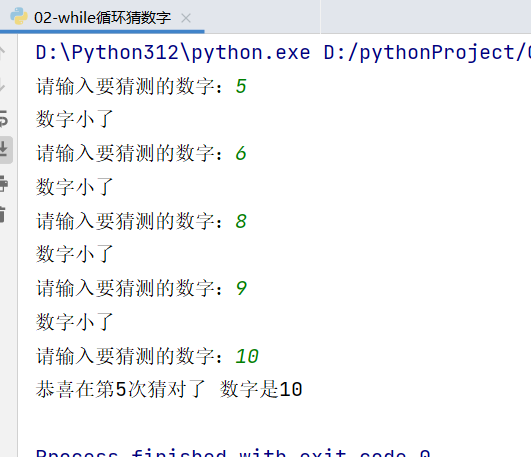 02-while循环猜数字
D:\Python312\python.exe D:/pythonProject/
请输入要猜测的数字：5
数字小了
请输入要猜测的数字：6
数字小了
请输入要猜测的数字：8
数字小了
请输入要猜测的数字：9
数字小了
请输入要猜测的数字：10
恭喜在第5次猜对了 数字是10
Process finished with exit code 0